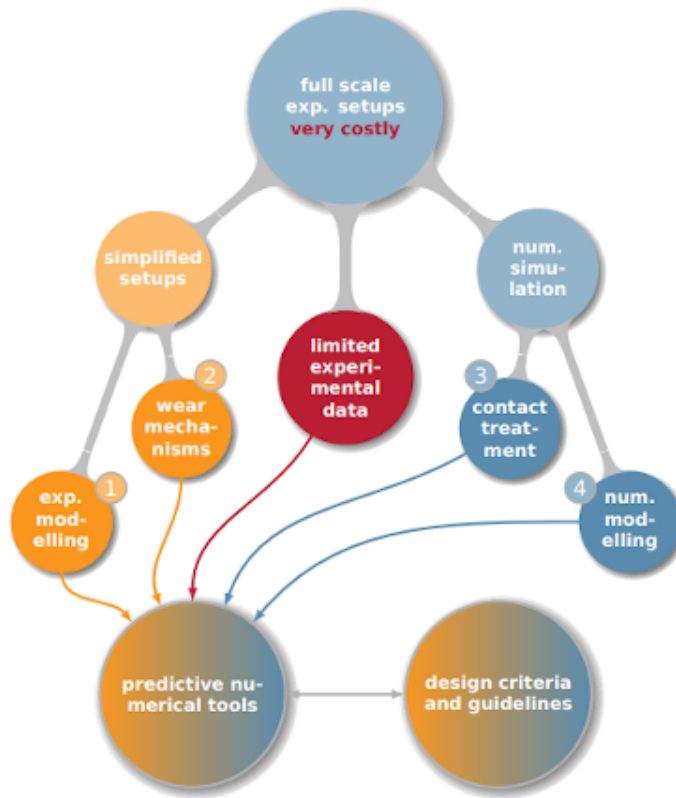 full scale
exp. setups
very costly
simplified
setups
num.
simu-
lation
limited
experi-
mental
data
2
wear
mecha-
nisms
3
contact
treat-
ment
1
exp.
mod-
elling
4
num.
mod-
elling
predictive nu-
merical tools
design criteria
and guidelines